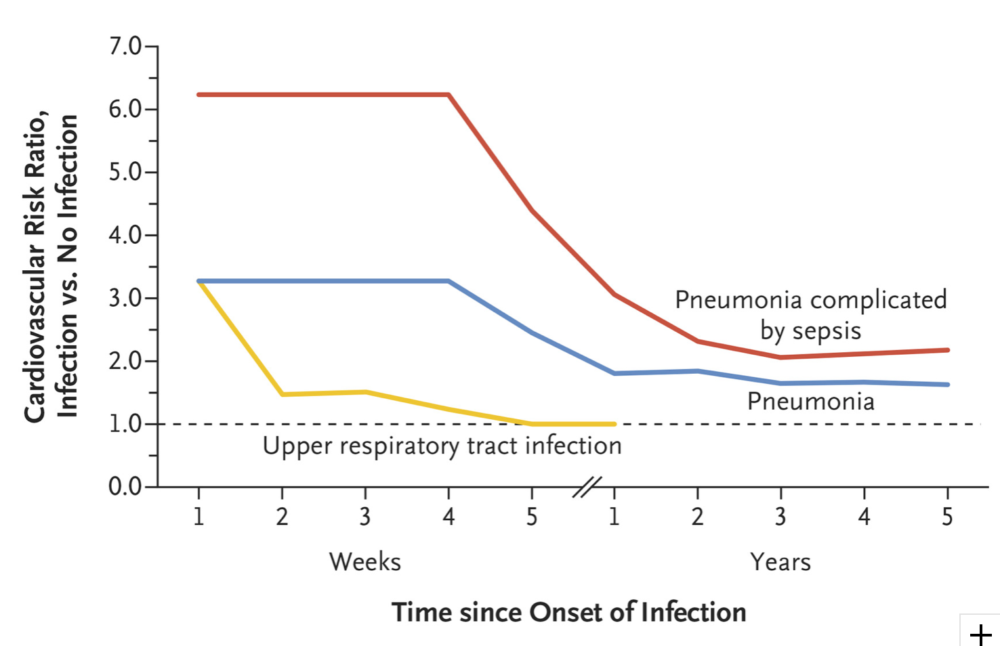 Cardiovascular Risk Ratio,
Infection vs. No Infection
7.0
6.0
5.0
4.0
3.0
2.0
1.0
0.0
Pneumonia complicated
by sepsis
Pneumonia
Upper respiratory tract infection
1 2 3 4 5 1 2 3 4 5
Weeks Years
Time since Onset of Infection